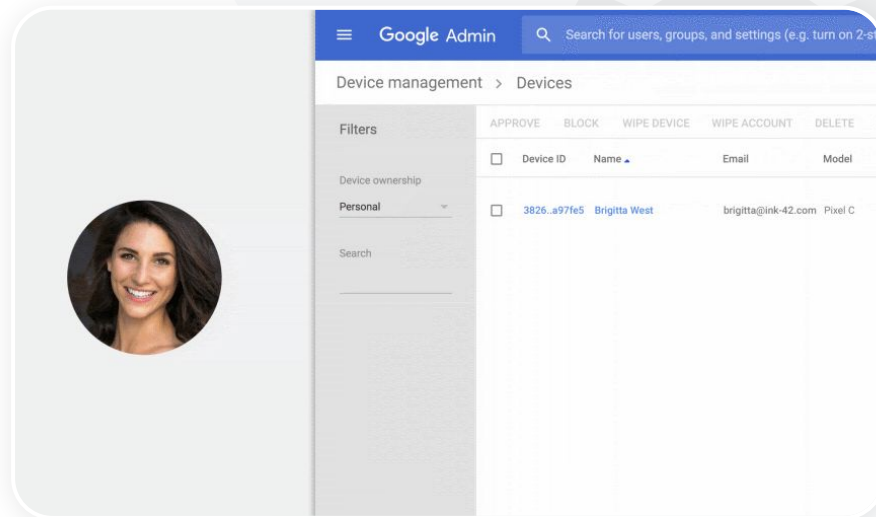 Google Admin
Search for users, groups, and settings (e.g. turn on 2-st
Device management > Devices
Filters
APPROVE BLOCK WIPE DEVICE WIPE ACCOUNT DELETE
Device ID Name Email Model
Device ownership
Personal
3826..a97fe5 Brigitta West brigitta@ink-42.com Pixel C
Search